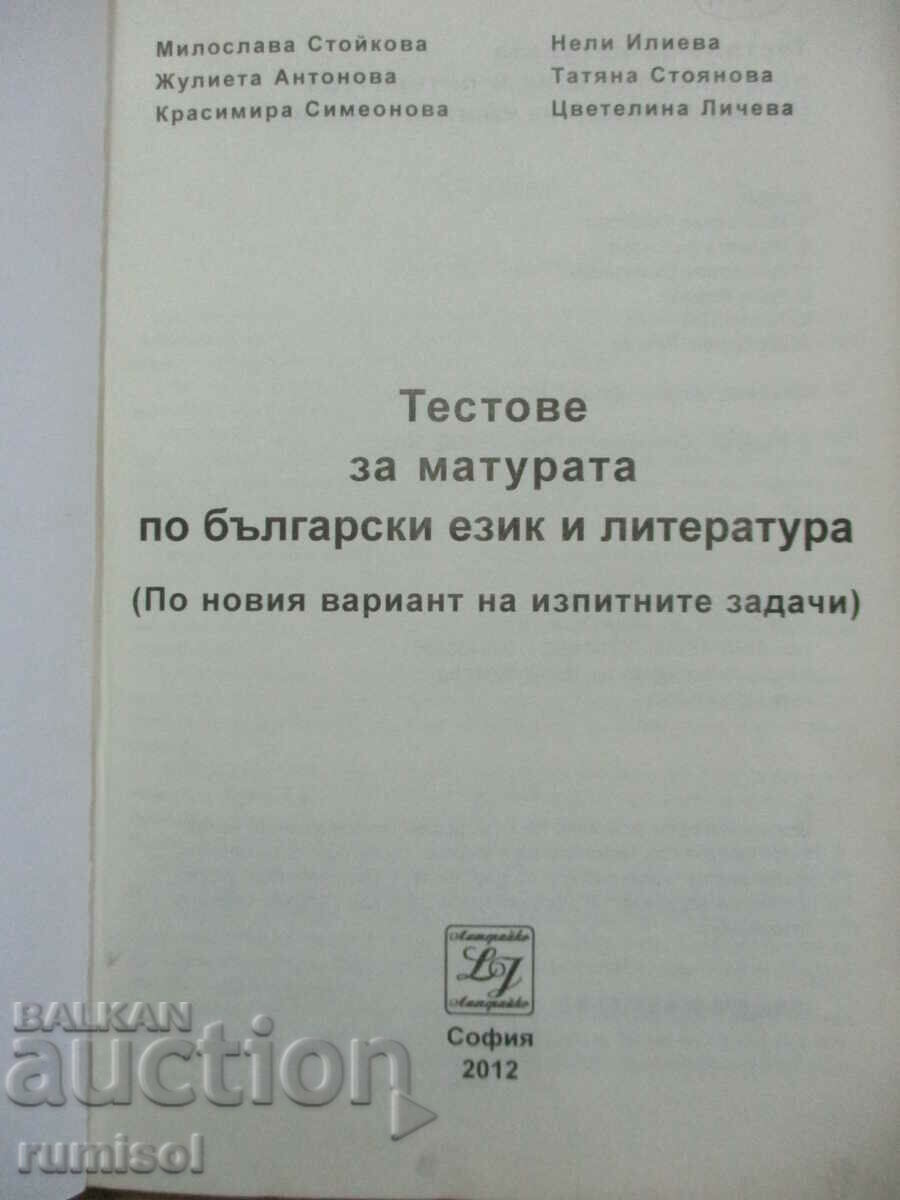 Милослава Стойкова
Жулиета Антонова
Красимира Симеонова
Нели Илиева
Татяна Стоянова
Цветелина Личева
Тестове
за матурата
по български език и литература
(По новия вариант на изпитните задачи)
LJ
София
2012
BALKAN
auction
rumisol